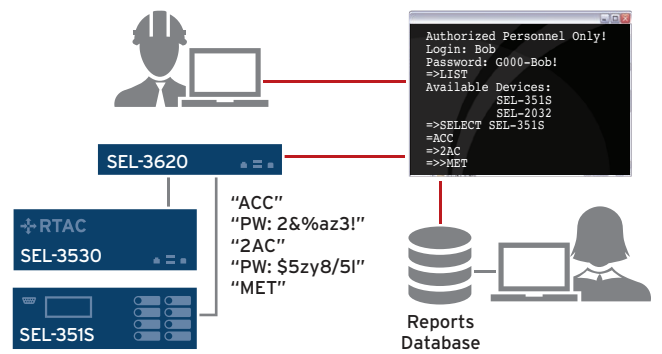 Authorized Personnel Only!
Login: Bob
Password: G000-Bob!
=>LIST
Available Devices:
SEL-351S
SEL-2032
=>SELECT SEL-351S
=ACC
=>2AC
=>>MET
SEL-3620
RTAC
SEL-3530
SEL-351S
“ACC”
“PW: 2&%az3!”
“2AC”
“PW: $5zy8/5I”
“MET”
Reports
Database